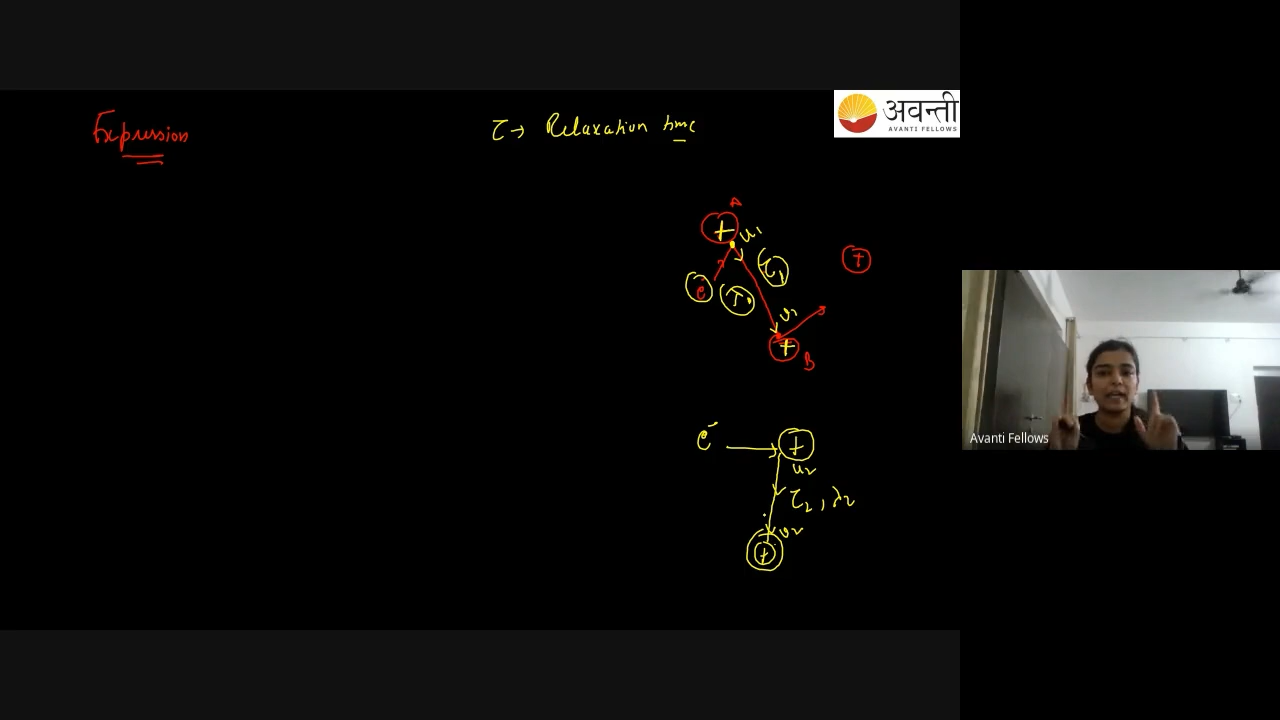 Expression
τ → Relaxation time
अवन्ती
AVANTI FELLOWS
A
+
u1
τ1
+
e-
v1
+
B
e-
+
u2
τ2, λ2
v2
+
Avanti Fellows